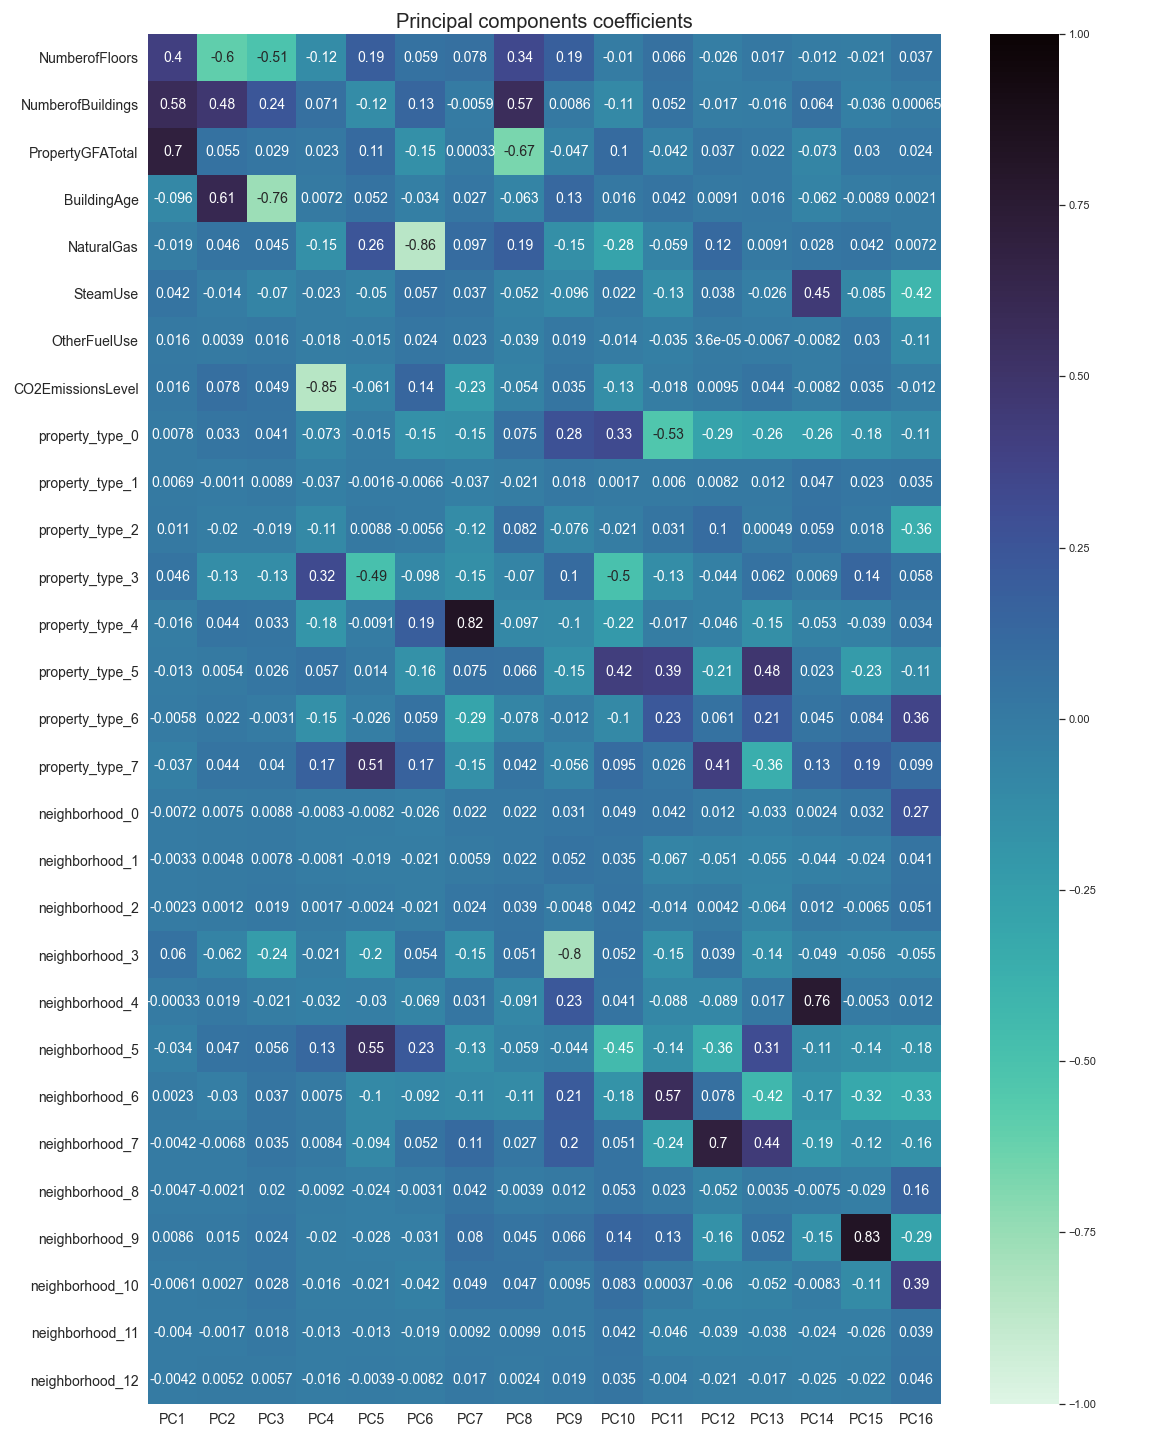 Principal components coefficients
NumberofFloors 0.4 -0.6 -0.51 -0.12 0.19 0.059 0.078 0.34 0.19 -0.01 0.066 -0.026 0.017 -0.012 -0.021 0.037
NumberofBuildings 0.58 0.48 0.24 0.071 -0.12 0.13 -0.0059 0.57 0.0086 -0.11 0.052 -0.017 -0.016 0.064 -0.036 0.00065
PropertyGFATotal 0.7 0.055 0.029 0.023 0.11 -0.15 0.00033 -0.67 -0.047 0.1 -0.042 0.037 0.022 -0.073 0.03 0.024
BuildingAge -0.096 0.61 -0.76 0.0072 0.052 -0.034 0.027 -0.063 0.13 0.016 0.042 0.0091 0.016 -0.062 -0.0089 0.0021
NaturalGas -0.019 0.046 0.045 -0.15 0.26 -0.86 0.097 0.19 -0.15 -0.28 -0.059 0.12 0.0091 0.028 0.042 0.0072
SteamUse 0.042 -0.014 -0.07 -0.023 -0.05 0.057 0.037 -0.052 -0.096 0.022 -0.13 0.038 -0.026 0.45 -0.085 -0.42
OtherFuelUse 0.016 0.0039 0.016 -0.018 -0.015 0.024 0.023 -0.039 0.019 -0.014 -0.035 3.6e-05 -0.0067 -0.0082 0.03 -0.11
CO2EmissionsLevel 0.016 0.078 0.049 -0.85 -0.061 0.14 -0.23 -0.054 0.035 -0.13 -0.018 0.0095 0.044 -0.0082 0.035 -0.012
property_type_0 0.0078 0.033 0.041 -0.073 -0.015 -0.15 -0.15 0.075 0.28 0.33 -0.53 -0.29 -0.26 -0.26 -0.18 -0.11
property_type_1 0.0069 -0.0011 0.0089 -0.037 -0.0016 -0.0066 -0.037 -0.021 0.018 0.0017 0.006 0.0082 0.012 0.047 0.023 0.035
property_type_2 0.011 -0.02 -0.019 -0.11 0.0088 -0.0056 -0.12 0.082 -0.076 -0.021 0.031 0.1 0.00049 0.059 0.018 -0.36
property_type_3 0.046 -0.13 -0.13 0.32 -0.49 -0.098 -0.15 -0.07 0.1 -0.5 -0.13 -0.044 0.062 0.0069 0.14 0.058
property_type_4 -0.016 0.044 0.033 -0.18 -0.0091 0.19 0.82 -0.097 -0.1 -0.22 -0.017 -0.046 -0.15 -0.053 -0.039 0.034
property_type_5 -0.013 0.0054 0.026 0.057 0.014 -0.16 0.075 0.066 -0.15 0.42 0.39 -0.21 0.48 0.023 -0.23 -0.11
property_type_6 -0.0058 0.022 -0.0031 -0.15 -0.026 0.059 -0.29 -0.078 -0.012 -0.1 0.23 0.061 0.21 0.045 0.084 0.36
property_type_7 -0.037 0.044 0.04 0.17 0.51 0.17 -0.15 0.042 -0.056 0.095 0.026 0.41 -0.36 0.13 0.19 0.099
neighborhood_0 -0.0072 0.0075 0.0088 -0.0083 -0.0082 -0.026 0.022 0.022 0.031 0.049 0.042 0.012 -0.033 0.0024 0.032 0.27
neighborhood_1 -0.0033 0.0048 0.0078 -0.0081 -0.019 -0.021 0.0059 0.022 0.052 0.035 -0.067 -0.051 -0.055 -0.044 -0.024 0.041
neighborhood_2 -0.0023 0.0012 0.019 0.0017 -0.0024 -0.021 0.024 0.039 -0.0048 0.042 -0.014 0.0042 -0.064 0.012 -0.0065 0.051
neighborhood_3 0.06 -0.062 -0.24 -0.021 -0.2 0.054 -0.15 0.051 -0.8 0.052 -0.15 0.039 -0.14 -0.049 -0.056 -0.055
neighborhood_4 -0.00033 0.019 -0.021 -0.032 -0.03 -0.069 0.031 -0.091 0.23 0.041 -0.088 -0.089 0.017 0.76 -0.0053 0.012
neighborhood_5 -0.034 0.047 0.056 0.13 0.55 0.23 -0.13 -0.059 -0.044 -0.45 -0.14 -0.36 0.31 -0.11 -0.14 -0.18
neighborhood_6 0.0023 -0.03 0.037 0.0075 -0.1 -0.092 -0.11 -0.11 0.21 -0.18 0.57 0.078 -0.42 -0.17 -0.32 -0.33
neighborhood_7 -0.0042 -0.0068 0.035 0.0084 -0.094 0.052 0.11 0.027 0.2 0.051 -0.24 0.7 0.44 -0.19 -0.12 -0.16
neighborhood_8 -0.0047 -0.0021 0.02 -0.0092 -0.024 -0.0031 0.042 -0.0039 0.012 0.053 0.023 -0.052 0.0035 -0.0075 -0.029 0.16
neighborhood_9 0.0086 0.015 0.024 -0.02 -0.028 -0.031 0.08 0.045 0.066 0.14 0.13 -0.16 0.052 -0.15 0.83 -0.29
neighborhood_10 -0.0061 0.0027 0.028 -0.016 -0.021 -0.042 0.049 0.047 0.0095 0.083 0.00037 -0.06 -0.052 -0.0083 -0.11 0.39
neighborhood_11 -0.004 -0.0017 0.018 -0.013 -0.013 -0.019 0.0092 0.0099 0.015 0.042 -0.046 -0.039 -0.038 -0.024 -0.026 0.039
neighborhood_12 -0.0042 0.0052 0.0057 -0.016 -0.0039 -0.0082 0.017 0.0024 0.019 0.035 -0.004 -0.021 -0.017 -0.025 -0.022 0.046
PC1 PC2 PC3 PC4 PC5 PC6 PC7 PC8 PC9 PC10 PC11 PC12 PC13 PC14 PC15 PC16
1.00
0.75
0.50
0.25
0.00
−0.25
−0.50
−0.75
−1.00